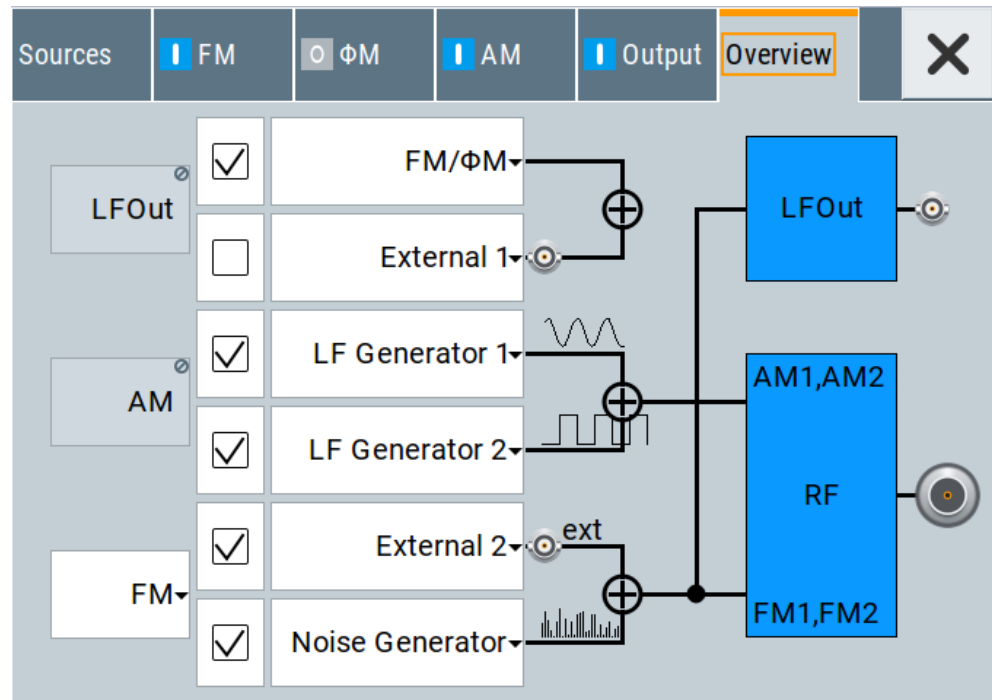 Sources
FM
ΦM
AM
Output
Overview
LFOut
FM/ΦM
External 1
LFOut
AM
LF Generator 1
LF Generator 2
AM1,AM2
RF
FM1,FM2
FM
External 2
ext
Noise Generator